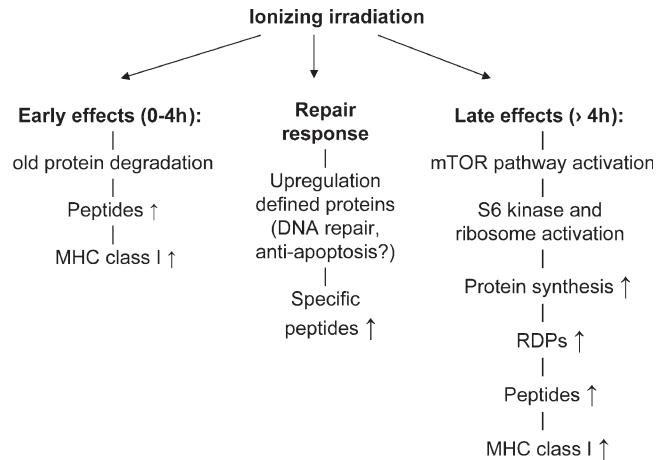 Ionizing irradiation
Early effects (0-4h):
old protein degradation
Peptides ↑
MHC class I ↑
Repair
response
Upregulation
defined proteins
(DNA repair,
anti-apoptosis?)
Specific
peptides ↑
Late effects (› 4h):
mTOR pathway activation
S6 kinase and
ribosome activation
Protein synthesis ↑
RDPs ↑
Peptides ↑
MHC class I ↑